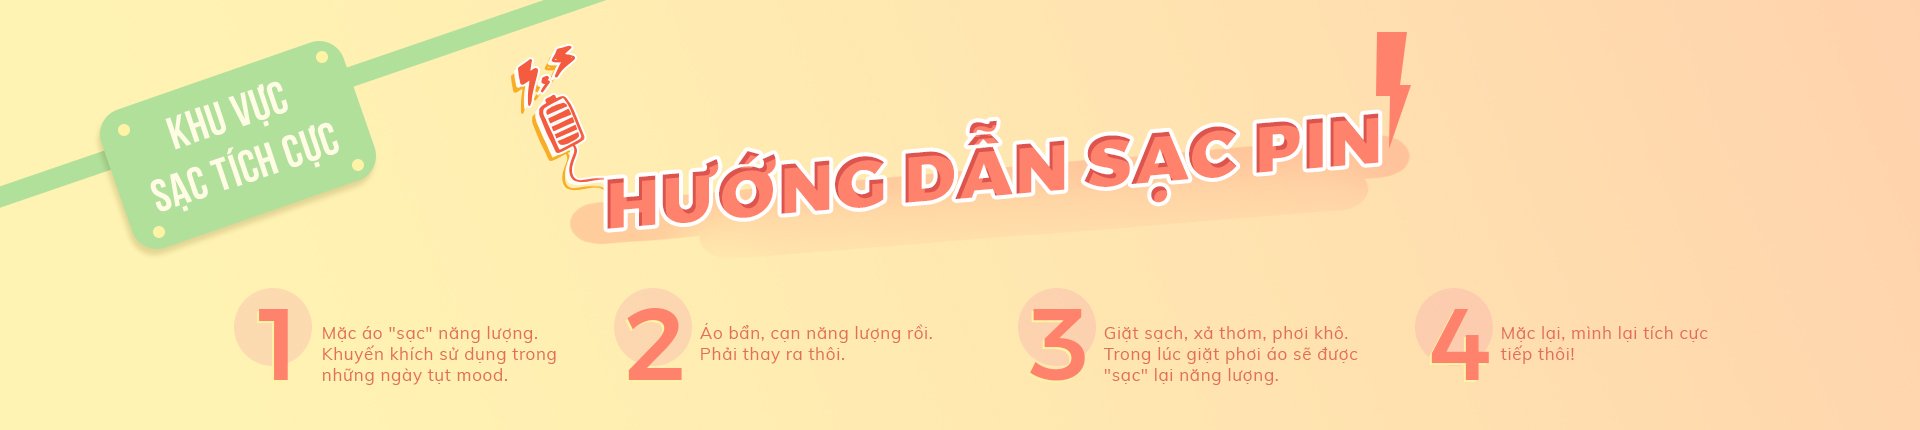 KHU VỰC
SẠC TÍCH CỰC
HƯỚNG DẪN SẠC PIN
1
Mặc áo "sạc" năng lượng.
Khuyến khích sử dụng trong
những ngày tụt mood.
2
Áo bẩn, cạn năng lượng rồi.
Phải thay ra thôi.
3
Giặt sạch, xả thơm, phơi khô.
Trong lúc giặt phơi áo sẽ được
"sạc" lại năng lượng.
4
Mặc lại, mình lại tích cực
tiếp thôi!